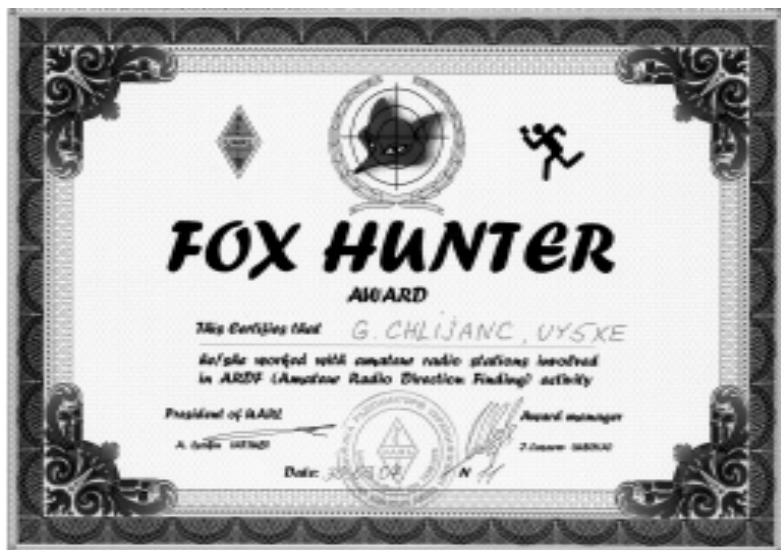 FOX HUNTER
AWARD
This Certifies that G. CHLIJANC, UY5XE
he/she worked with amateur radio stations involved
in ARDF (Amateur Radio Direction Finding) activity
President of UARL Award manager
Date: N 11